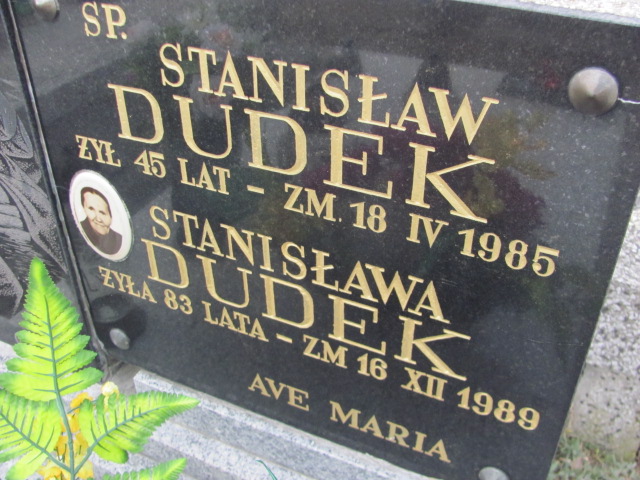 ŚP.
STANISŁAW
DUDEK
ŻYŁ 45 LAT - ZM. 18 IV 1985
STANISŁAWA
DUDEK
ŻYŁA 83 LATA - ZM 16 XII 1989
AVE MARIA